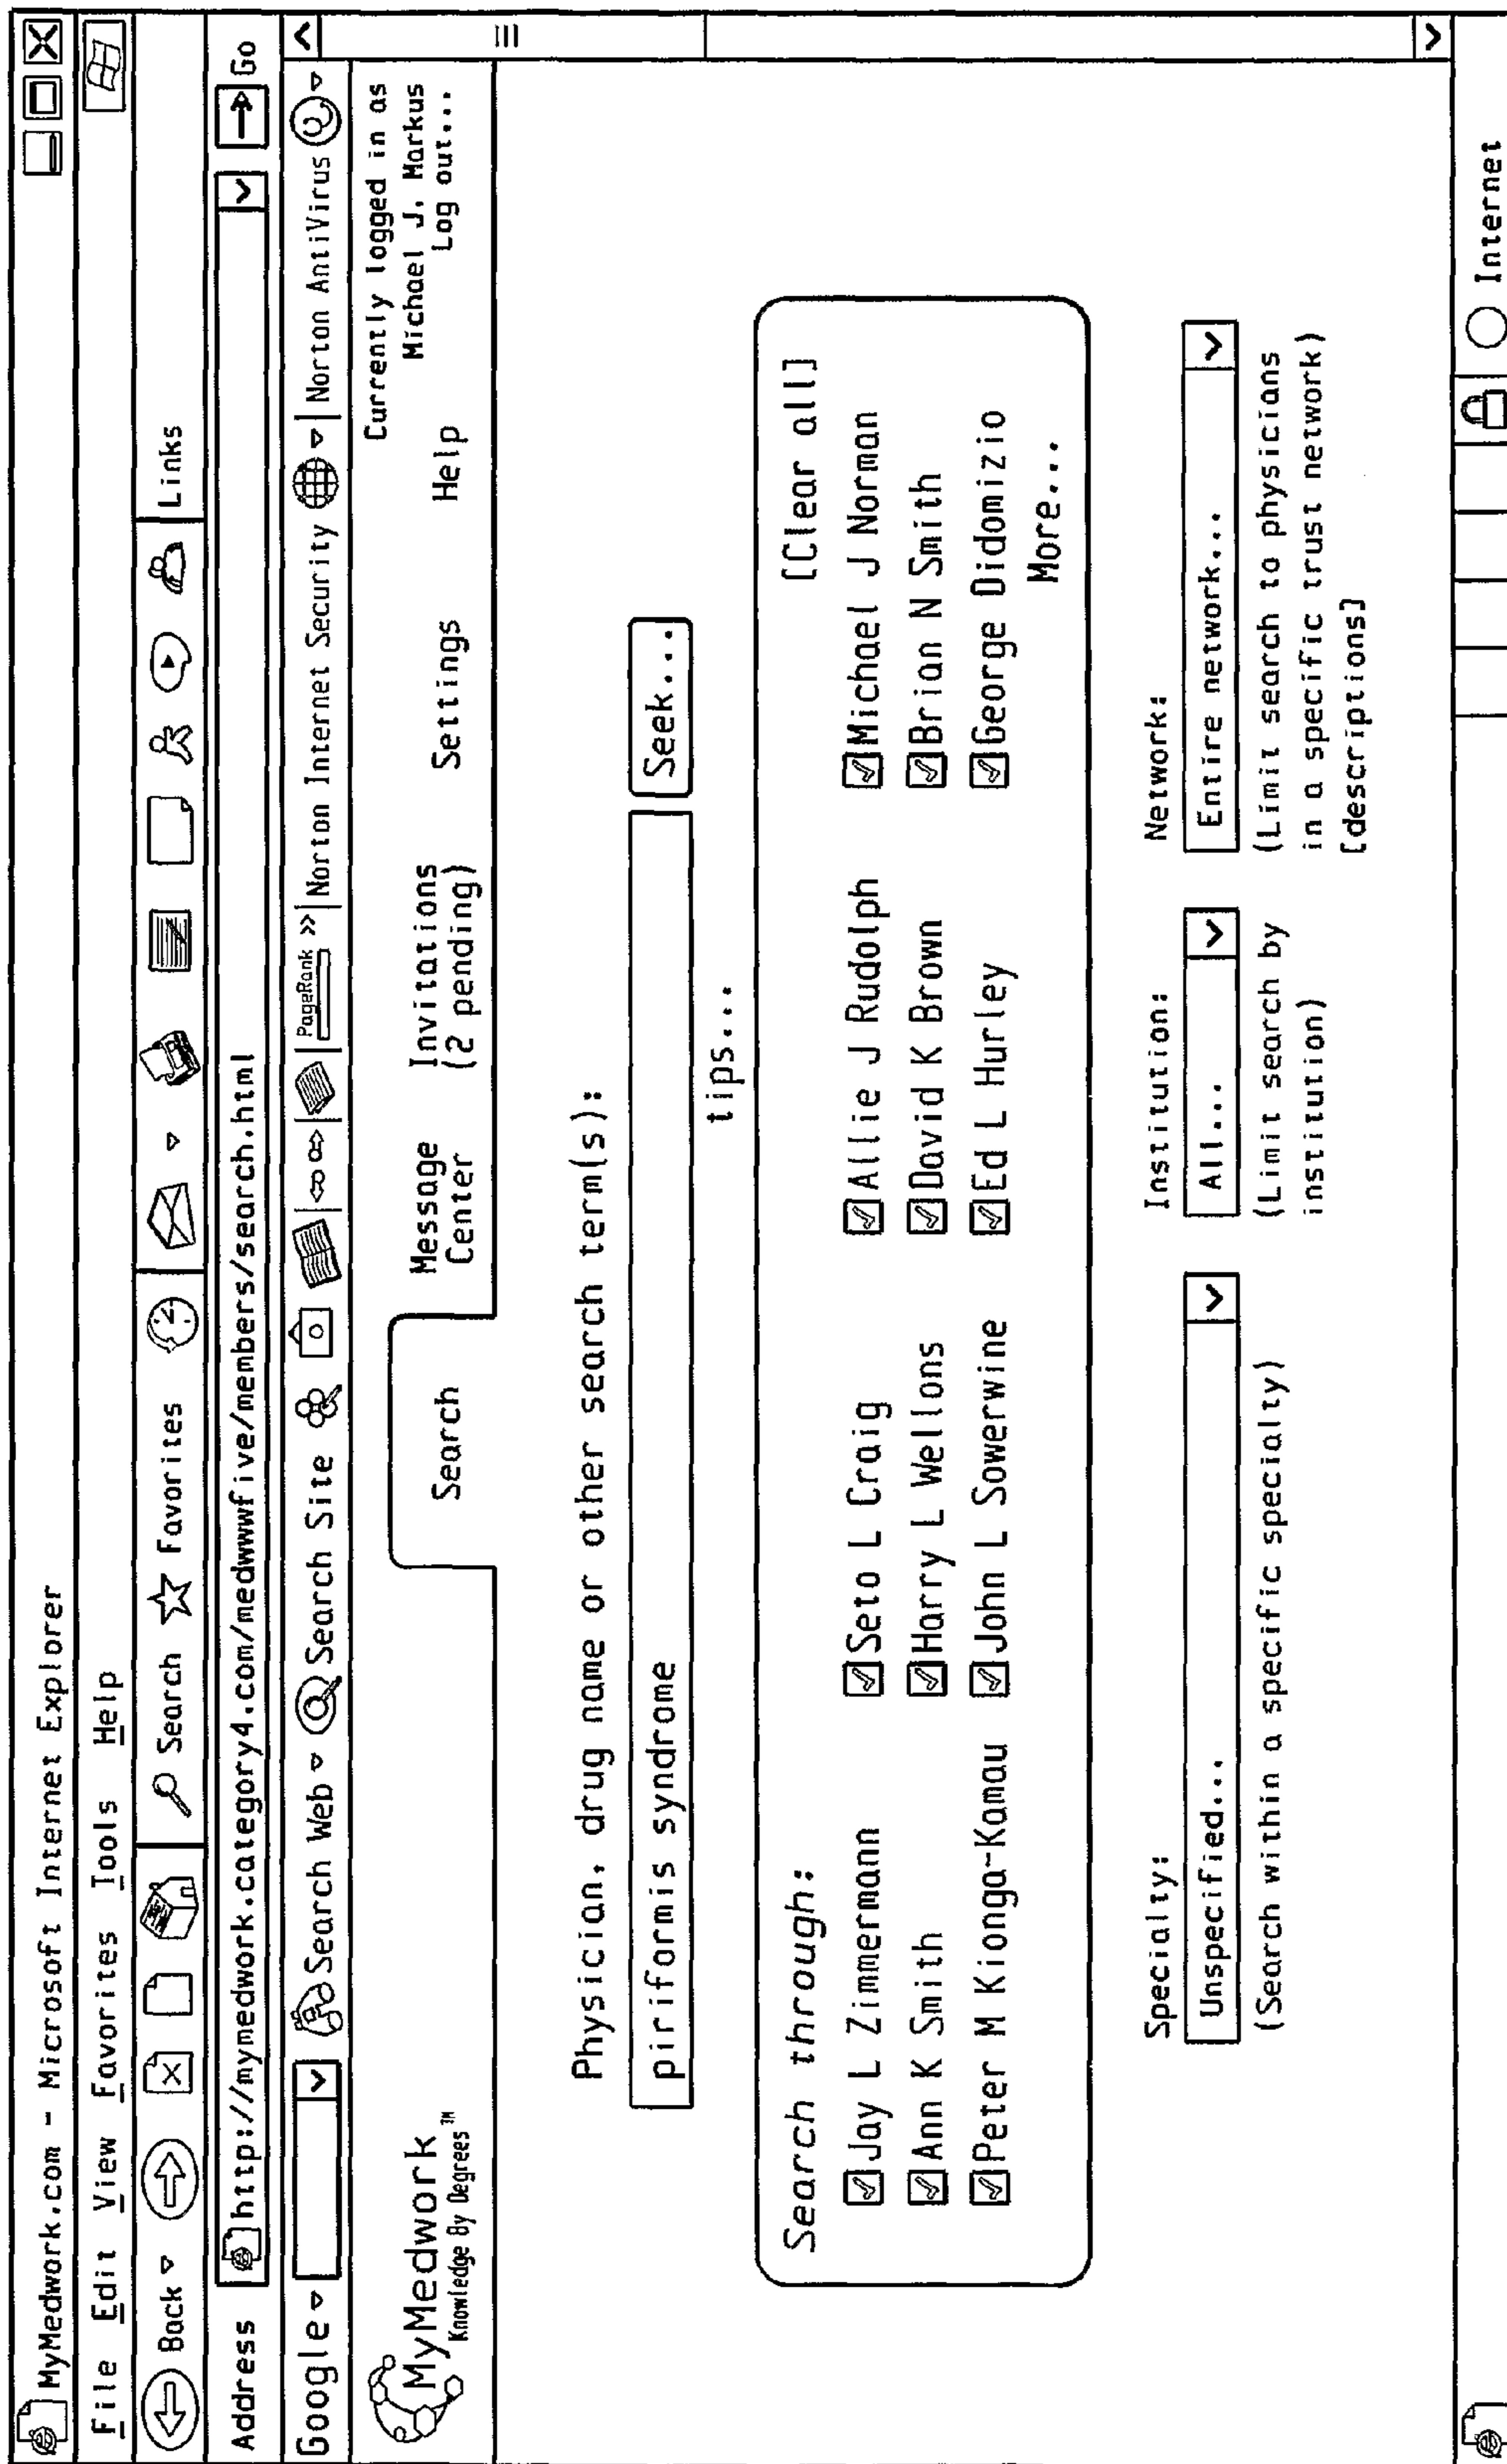 MyMedwork.com - Microsoft Internet Explorer
File Edit View Favorites Tools Help
Back Search Favorites Links
Address http://mymedwork.category4.com/medwwwfive/members/search.html Go
Google Search Web Search Site PageRank >> Norton Internet Security Norton AntiVirus
MyMedwork™
Knowledge By Degrees
Currently logged in as
Michael J. Markus
Log out...
Search
Message
Center
Invitations
(2 pending)
Settings
Help
Physician, drug name or other search term(s):
piriformis syndrome Seek...
tips...
Search through: [Clear all]
Jay L Zimmermann Seto L Craig Allie J Rudolph Michael J Norman
Ann K Smith Harry L Wellons David K Brown Brian N Smith
Peter M Kionga-Kamau John L Sowerwine Ed L Hurley George Didomizio
More...
Specialty:
Unspecified...
(Search within a specific specialty)
Institution:
All...
(Limit search by
institution)
Network:
Entire network...
(Limit search to physicians
in a specific trust network)
[descriptions]
Internet